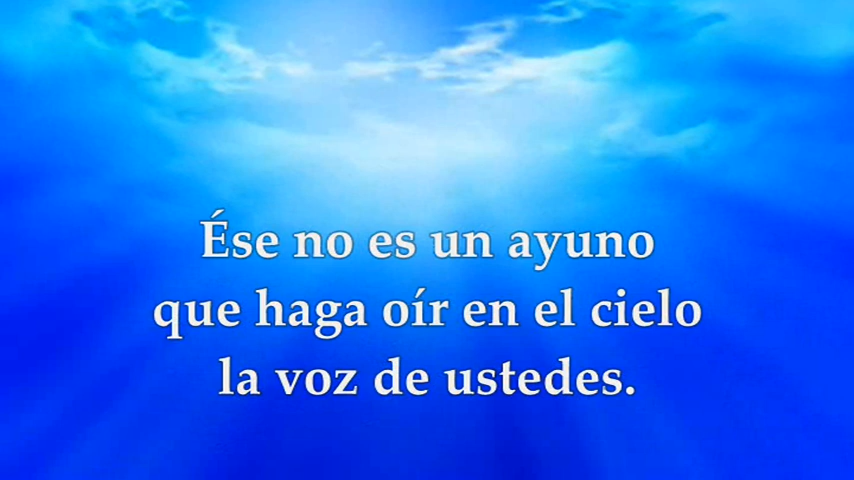 Ése no es un ayuno
que haga oír en el cielo
la voz de ustedes.